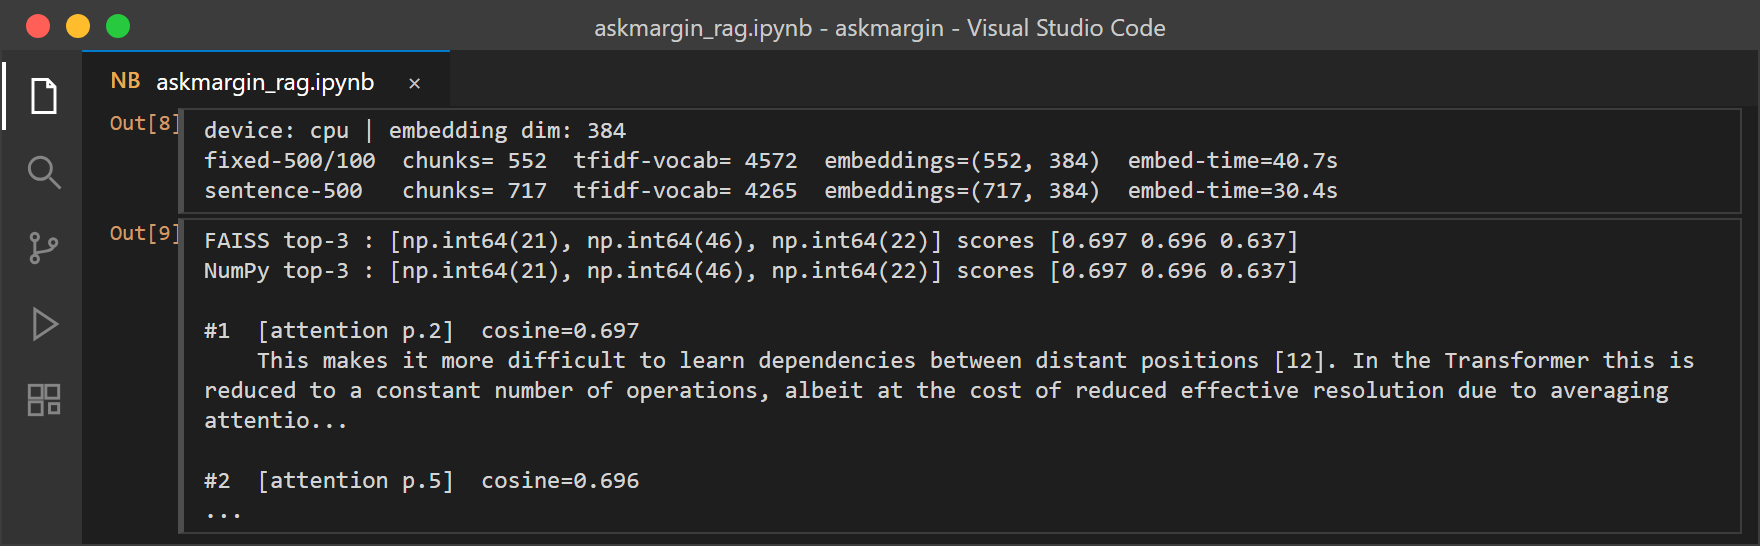 askmargin_rag.ipynb - askmargin - Visual Studio Code
NB askmargin_rag.ipynb ×
Out[8]
device: cpu | embedding dim: 384
fixed-500/100  chunks= 552  tfidf-vocab= 4572  embeddings=(552, 384)  embed-time=40.7s
sentence-500   chunks= 717  tfidf-vocab= 4265  embeddings=(717, 384)  embed-time=30.4s
Out[9]
FAISS top-3 : [np.int64(21), np.int64(46), np.int64(22)] scores [0.697 0.696 0.637]
NumPy top-3 : [np.int64(21), np.int64(46), np.int64(22)] scores [0.697 0.696 0.637]
#1  [attention p.2]  cosine=0.697
This makes it more difficult to learn dependencies between distant positions [12]. In the Transformer this is
reduced to a constant number of operations, albeit at the cost of reduced effective resolution due to averaging
attentio...
#2  [attention p.5]  cosine=0.696
...